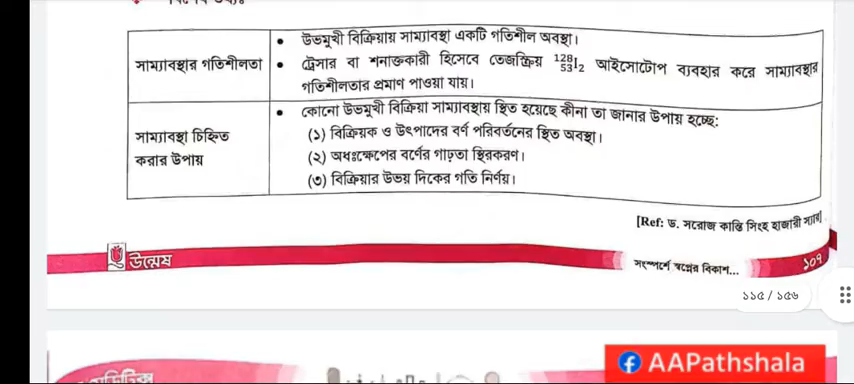 বিশেষ তথ্যঃ
সাম্যাবস্থার গতিশীলতা
• উভমুখী বিক্রিয়ায় সাম্যাবস্থা একটি গতিশীল অবস্থা।
• ট্রেসার বা শনাক্তকারী হিসেবে তেজস্ক্রিয় ¹²⁸₅₃I₂ আইসোটোপ ব্যবহার করে সাম্যাবস্থার
গতিশীলতার প্রমাণ পাওয়া যায়।
সাম্যাবস্থা চিহ্নিত
করার উপায়
• কোনো উভমুখী বিক্রিয়া সাম্যাবস্থায় স্থিত হয়েছে কীনা তা জানার উপায় হচ্ছে:
(১) বিক্রিয়ক ও উৎপাদের বর্ণ পরিবর্তনের স্থিত অবস্থা।
(২) অধঃক্ষেপের বর্ণের গাঢ়তা স্থিরকরণ।
(৩) বিক্রিয়ার উভয় দিকের গতি নির্ণয়।
[Ref: ড. সরোজ কান্তি সিংহ হাজারী স্যার]
উন্মেষ
সংস্পর্শে স্বপ্নের বিকাশ...
১০৭
১১৫ / ১৫৬
AAPathshala